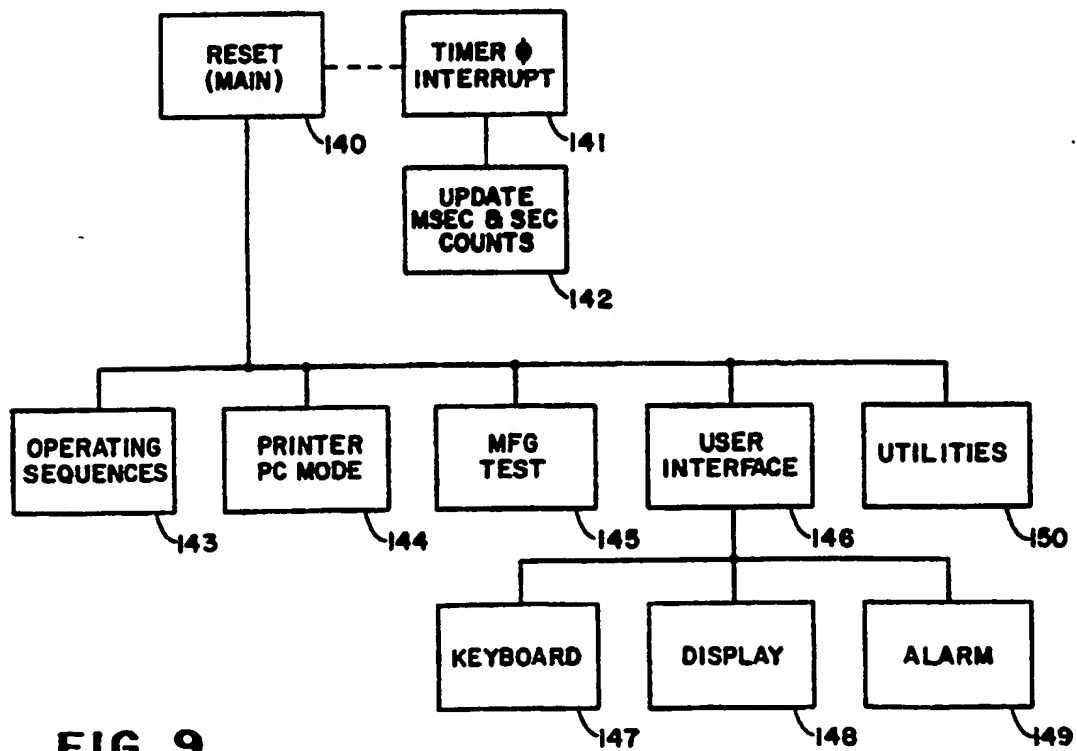 RESET
(MAIN)
140
TIMER ϕ
INTERRUPT
141
UPDATE
MSEC & SEC
COUNTS
142
OPERATING
SEQUENCES
143
PRINTER
PC MODE
144
MFG
TEST
145
USER
INTERFACE
146
UTILITIES
150
KEYBOARD
147
DISPLAY
148
ALARM
149
FIG. 9